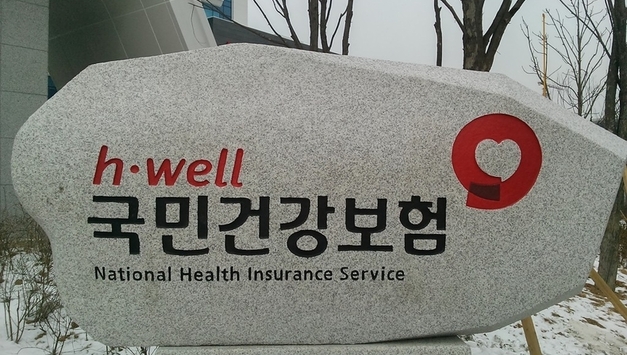 h·well
국민건강보험
National Health Insurance Service